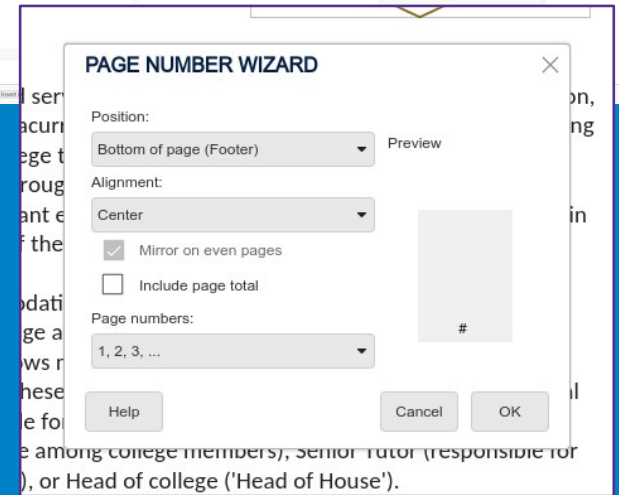 PAGE NUMBER WIZARD
Insert
Position:
Bottom of page (Footer)
Preview
Alignment:
Center
Mirror on even pages
Include page total
Page numbers:
1, 2, 3, ...
#
Help
Cancel
OK
e among college members), Senior Tutor (responsible for
), or Head of college ('Head of House').